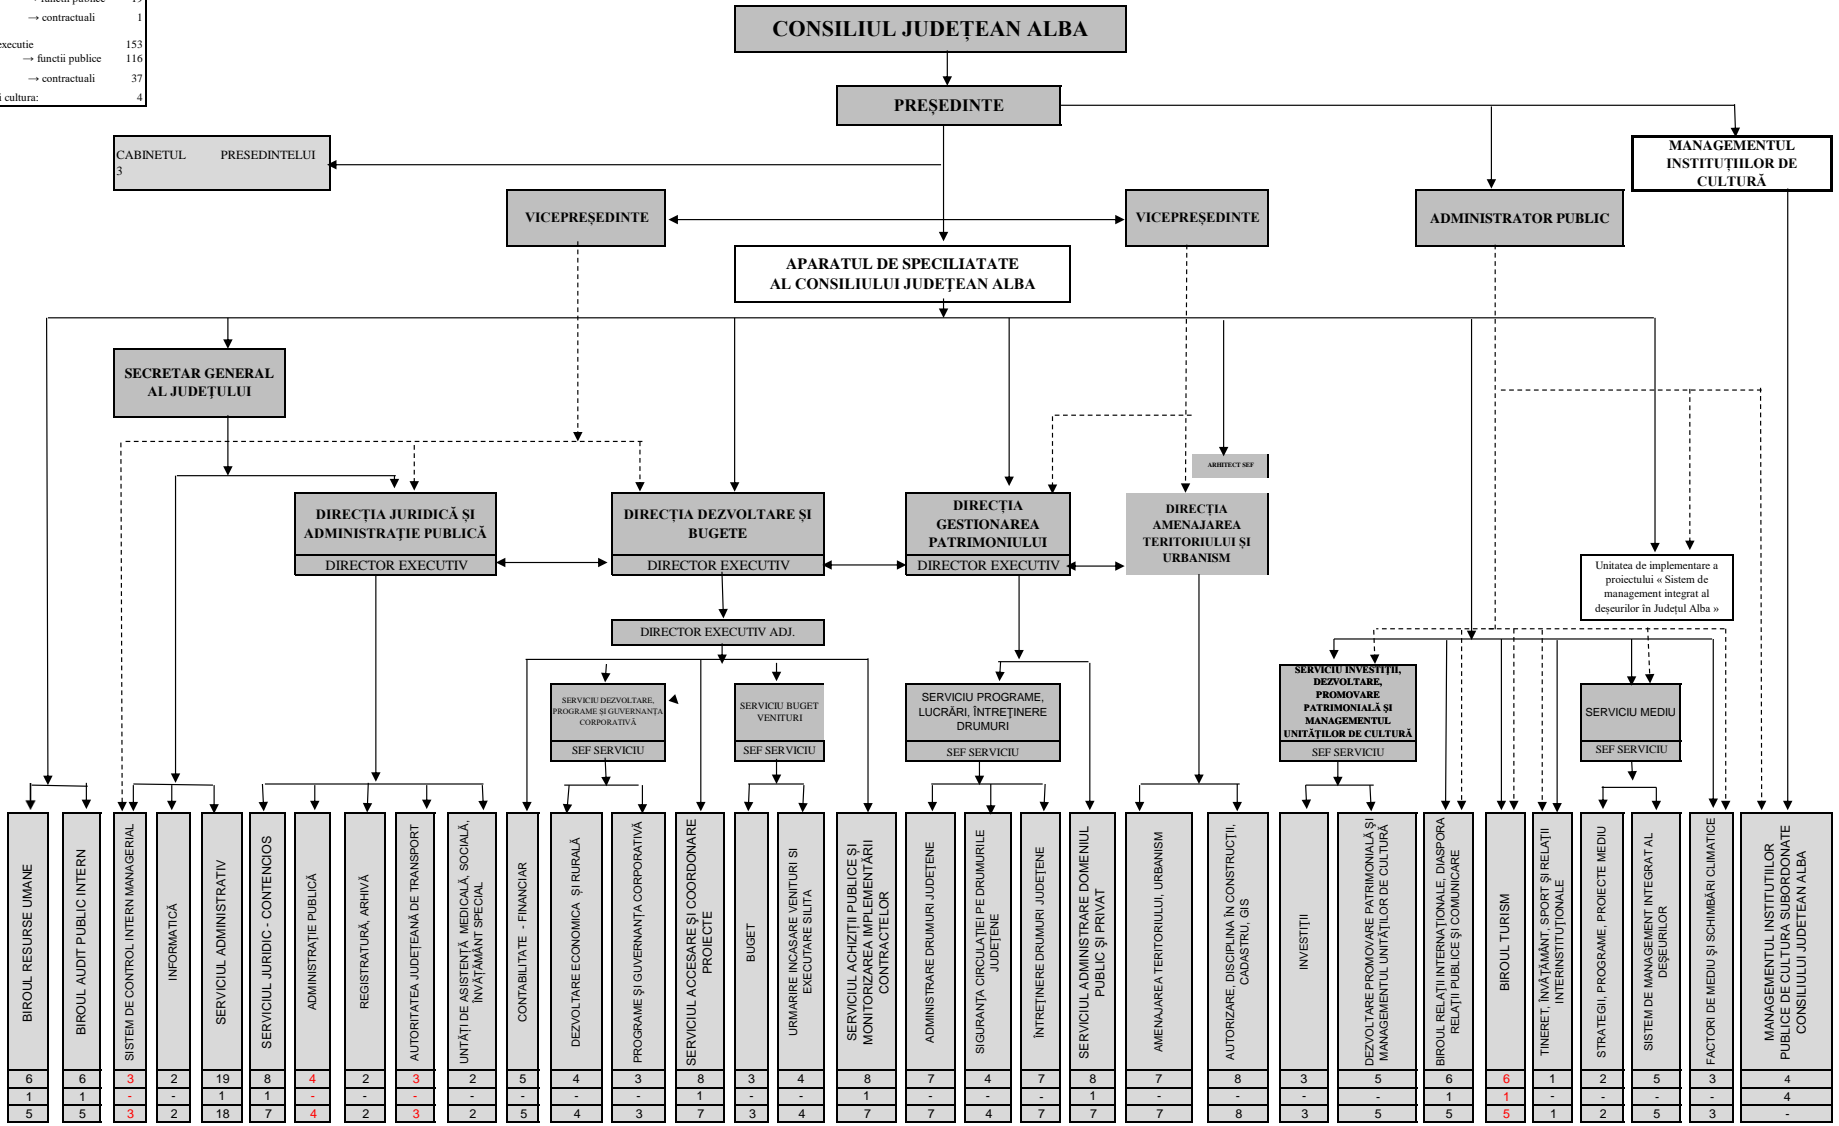 → contractuali 1
executie 153
→ functii publice 116
→ contractuali 37
i cultura: 4
CONSILIUL JUDEȚEAN ALBA
PREȘEDINTE
CABINETUL PRESEDINTELUI
3
MANAGEMENTUL
INSTITUȚIILOR DE
CULTURĂ
VICEPREȘEDINTE
VICEPREȘEDINTE
ADMINISTRATOR PUBLIC
APARATUL DE SPECILIATATE
AL CONSILIULUI JUDEȚEAN ALBA
SECRETAR GENERAL
AL JUDEȚULUI
ARHITECT SEF
DIRECȚIA JURIDICĂ ȘI
ADMINISTRAȚIE PUBLICĂ
DIRECTOR EXECUTIV
DIRECȚIA DEZVOLTARE ȘI
BUGETE
DIRECTOR EXECUTIV
DIRECȚIA
GESTIONAREA
PATRIMONIULUI
DIRECTOR EXECUTIV
DIRECȚIA
AMENAJAREA
TERITORIULUI ȘI
URBANISM
Unitatea de implementare a
proiectului « Sistem de
management integrat al
deșeurilor în Județul Alba »
DIRECTOR EXECUTIV ADJ.
SERVICIU DEZVOLTARE,
PROGRAME ȘI GUVERNANȚA
CORPORATIVĂ
SEF SERVICIU
SERVICIU BUGET
VENITURI
SEF SERVICIU
SERVICIU PROGRAME,
LUCRĂRI, ÎNTREȚINERE
DRUMURI
SEF SERVICIU
SERVICIU INVESTIȚII,
DEZVOLTARE,
PROMOVARE
PATRIMONIALĂ ȘI
MANAGEMENTUL
UNITĂȚILOR DE CULTURĂ
SEF SERVICIU
SERVICIU MEDIU
SEF SERVICIU
BIROUL RESURSE UMANE
BIROUL AUDIT PUBLIC INTERN
SISTEM DE CONTROL INTERN MANAGERIAL
INFORMATICĂ
SERVICIUL ADMINISTRATIV
SERVICIUL JURIDIC - CONTENCIOS
ADMINISTRAȚIE PUBLICĂ
REGISTRATURĂ, ARHIVĂ
AUTORITATEA JUDEȚEANĂ DE TRANSPORT
UNTĂȚI DE ASISTENȚĂ MEDICALĂ, SOCIALĂ,
ÎNVĂȚĂMÂNT SPECIAL
CONTABILITATE - FINANCIAR
DEZVOLTARE ECONOMICA ȘI RURALĂ
PROGRAME ȘI GUVERNANȚA CORPORATIVĂ
SERVICIUL ACCESARE ȘI COORDONARE
PROIECTE
BUGET
URMARIRE INCASARE VENITURI SI
EXECUTARE SILITA
SERVICIUL ACHIZIȚII PUBLICE ȘI
MONITORIZAREA IMPLEMENTĂRII
CONTRACTELOR
ADMINISTRARE DRUMURI JUDEȚENE
SIGURANȚA CIRCULAȚIEI PE DRUMURILE
JUDEȚENE
ÎNTREȚINERE DRUMURI JUDEȚENE
SERVICIUL ADMINISTRARE DOMENIUL
PUBLIC ȘI PRIVAT
AMENAJAREA TERITORIULUI, URBANISM
AUTORIZARE, DISCIPLINA ÎN CONSTRUCȚII,
CADASTRU, GIS
INVESTIȚII
DEZVOLTARE PROMOVARE PATRIMONIALĂ ȘI
MANAGEMENTUL UNITĂȚILOR DE CULTURĂ
BIROUL RELAȚII INTERNAȚIONALE, DIASPORA
RELAȚII PUBLICE ȘI COMUNICARE
BIROUL TURISM
TINERET, ÎNVĂȚĂMÂNT, SPORT ȘI RELAȚII
INTERINSTITUȚIONALE
STRATEGII, PROGRAME, PROIECTE MEDIU
SISTEM DE MANAGEMENT INTEGRAT AL
DEȘEURILOR
FACTORI DE MEDIU ȘI SCHIMBĂRI CLIMATICE
MANAGEMENTUL INSTITUTIILOR
PUBLICE DE CULTURA SUBORDONATE
CONSILIULUI JUDETEAN ALBA
6 6 3 2 19 8 4 2 3 2 5 4 3 8 3 4 8 7 4 7 8 7 8 3 5 6 6 1 2 5 3 4
1 1 - - 1 1 - - - - - - - 1 - - 1 - - - 1 - - - - 1 1 - - - - 4
5 5 3 2 18 7 4 2 3 2 5 4 3 7 3 4 7 7 4 7 7 7 8 3 5 5 5 1 2 5 3 -